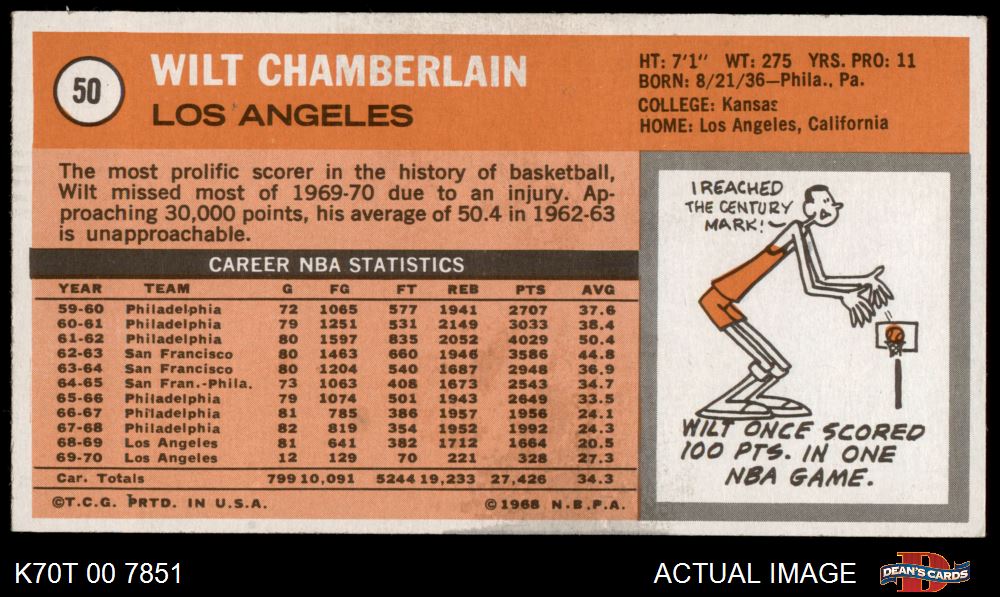 50
WILT CHAMBERLAIN
LOS ANGELES
HT: 7'1" WT: 275 YRS. PRO: 11
BORN: 8/21/36—Phila., Pa.
COLLEGE: Kansas
HOME: Los Angeles, California
The most prolific scorer in the history of basketball,
Wilt missed most of 1969-70 due to an injury. Ap-
proaching 30,000 points, his average of 50.4 in 1962-63
is unapproachable.
CAREER NBA STATISTICS
YEAR TEAM G FG FT REB PTS AVG
59-60 Philadelphia 72 1065 577 1941 2707 37.6
60-61 Philadelphia 79 1251 531 2149 3033 38.4
61-62 Philadelphia 80 1597 835 2052 4029 50.4
62-63 San Francisco 80 1463 660 1946 3586 44.8
63-64 San Francisco 80 1204 540 1687 2948 36.9
64-65 San Fran.-Phila. 73 1063 408 1673 2543 34.7
65-66 Philadelphia 79 1074 501 1943 2649 33.5
66-67 Philadelphia 81 785 386 1957 1956 24.1
67-68 Philadelphia 82 819 354 1952 1992 24.3
68-69 Los Angeles 81 641 382 1712 1664 20.5
69-70 Los Angeles 12 129 70 221 328 27.3
Car. Totals 799 10,091 5244 19,233 27,426 34.3
©T.C.G. PRTD. IN U.S.A. ©1968 N.B.P.A.
I REACHED
THE CENTURY
MARK!
WILT ONCE SCORED
100 PTS. IN ONE
NBA GAME.
K70T 00 7851
ACTUAL IMAGE
D
DEAN'S CARDS